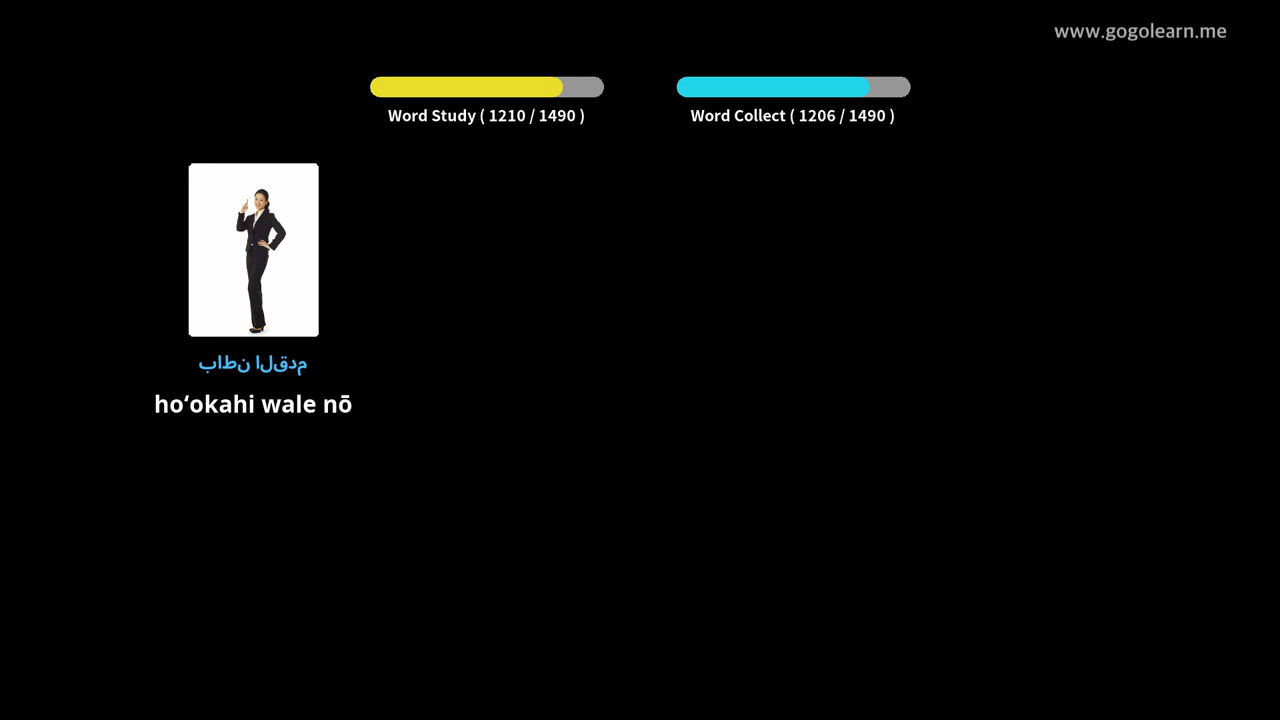 www.gogolearn.me
Word Study ( 1210 / 1490 )
Word Collect ( 1206 / 1490 )
باطن القدم
hoʻokahi wale nō